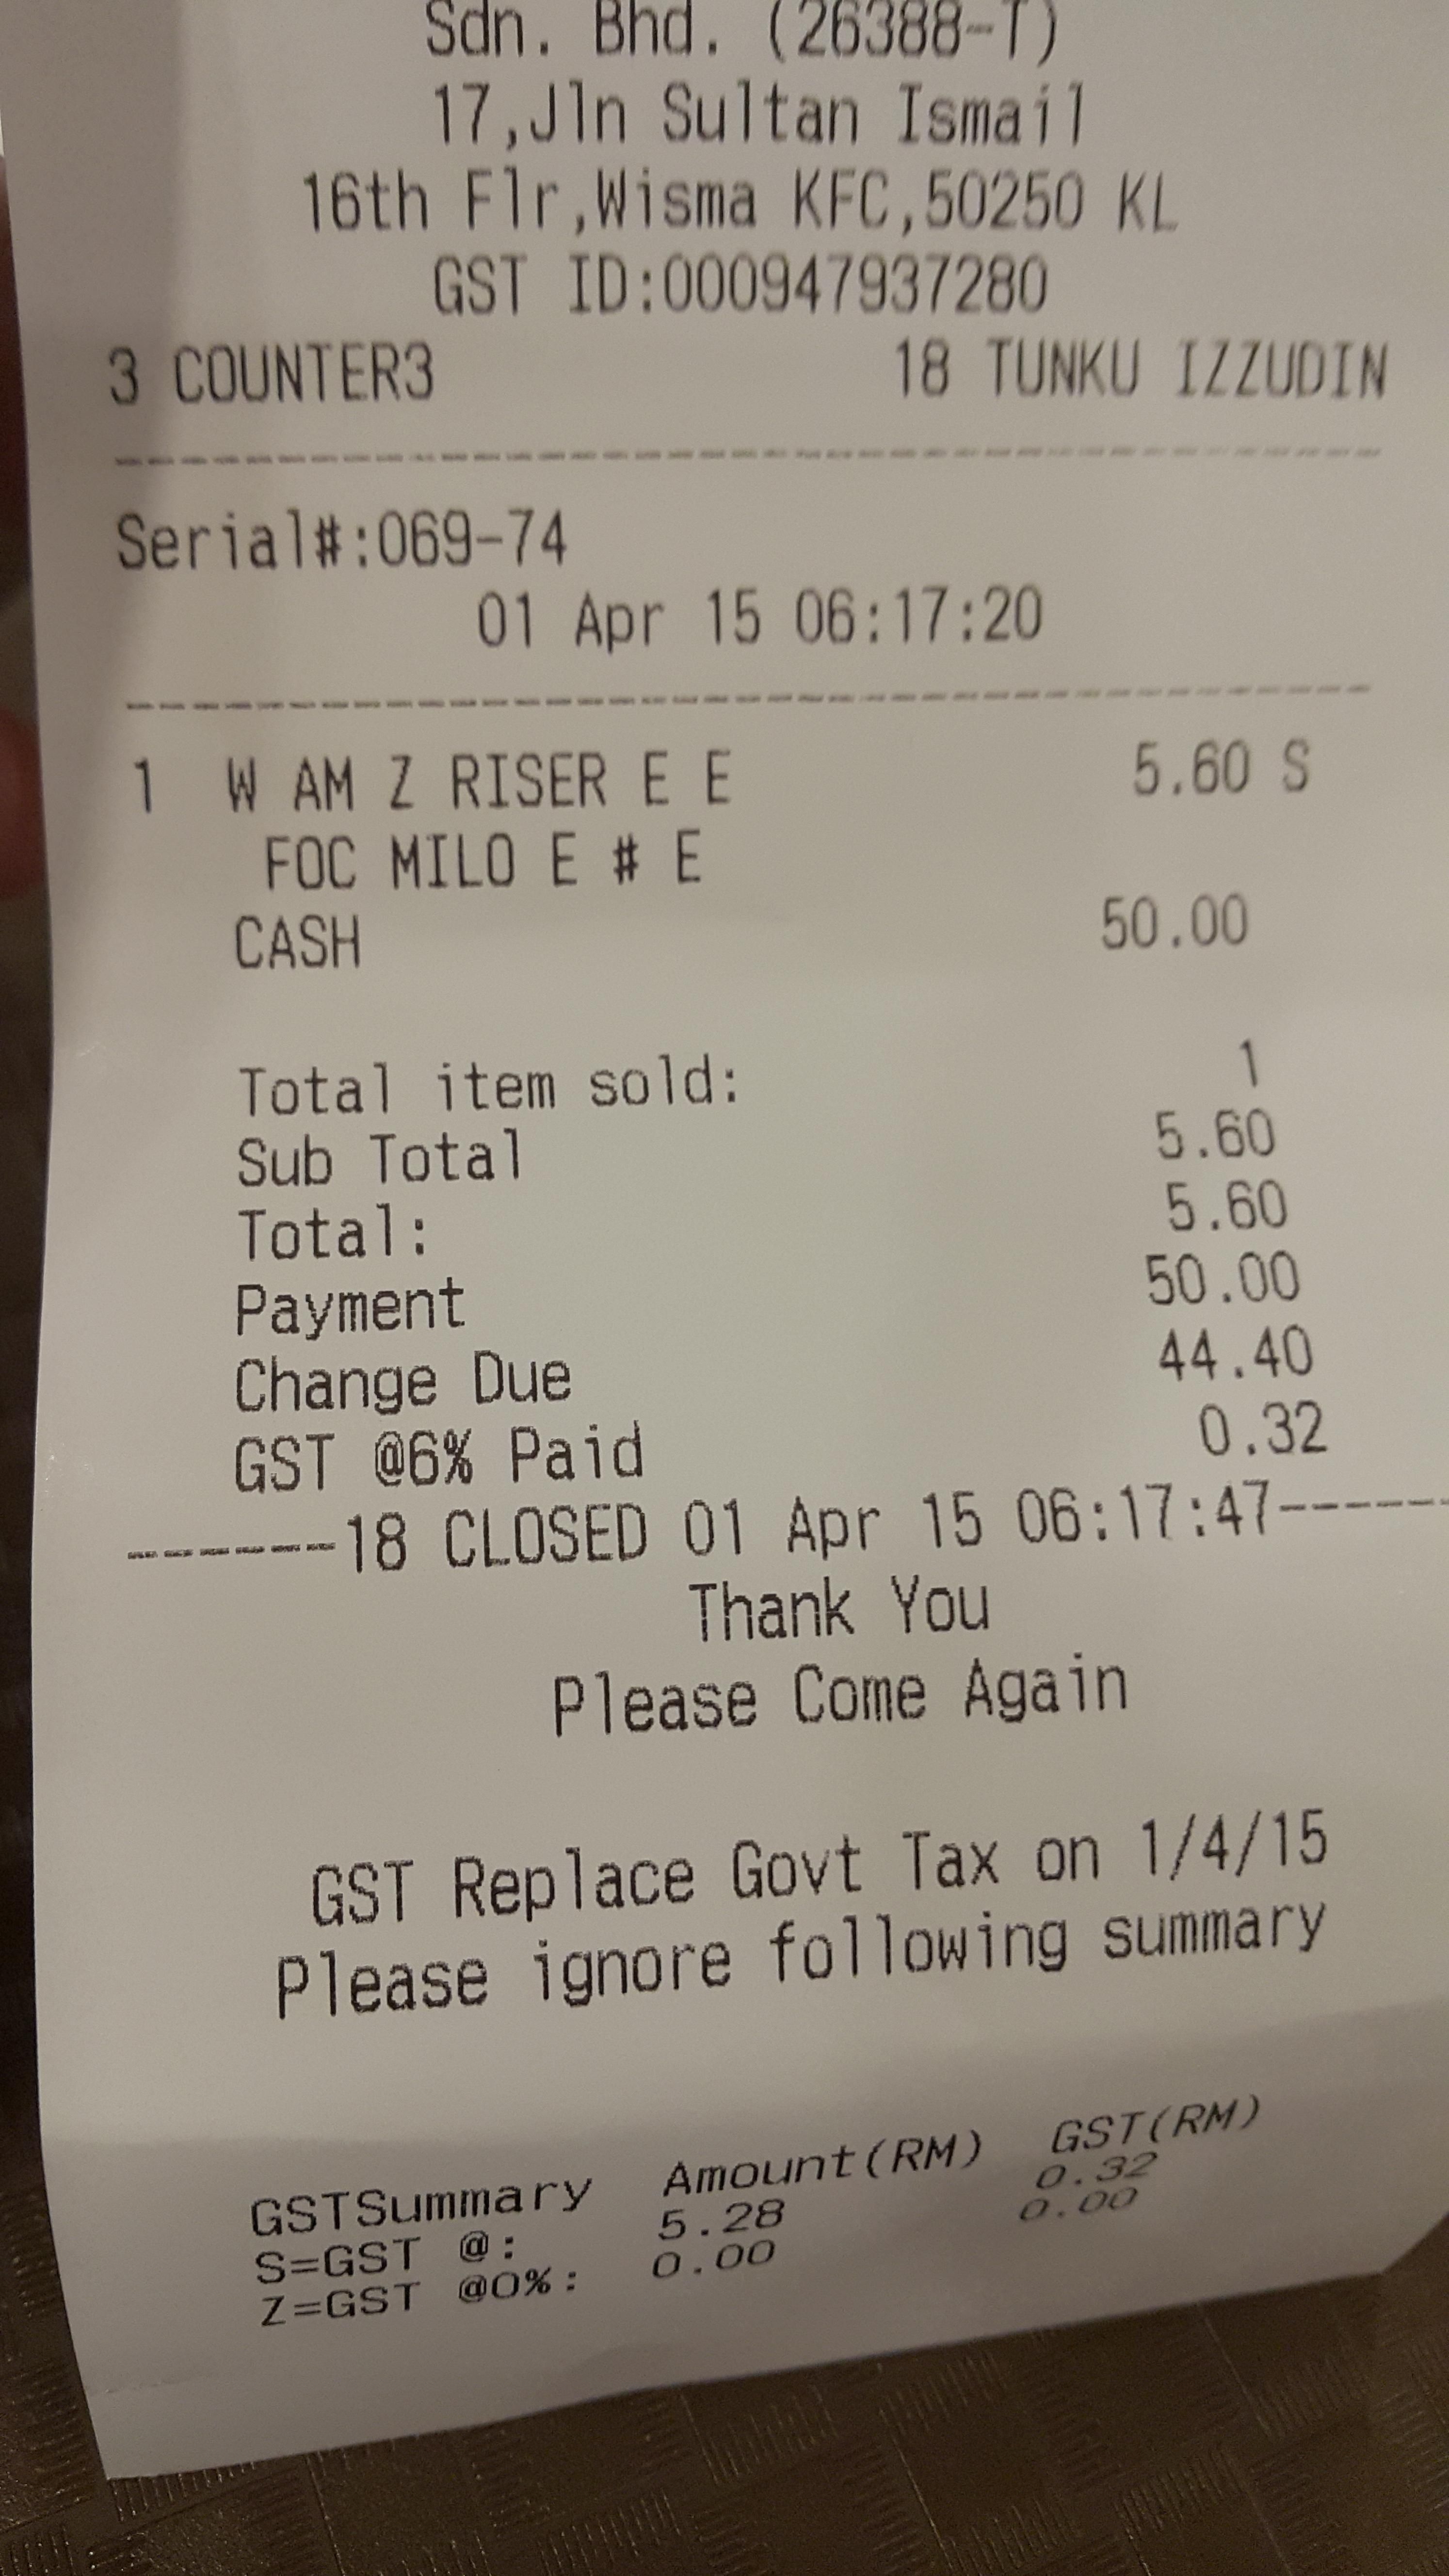 Sdn. Bhd. (26388-T)
17,Jln Sultan Ismail
16th Flr,Wisma KFC,50250 KL
GST ID:000947937280
3 COUNTER3 18 TUNKU IZZUDIN
Serial#:069-74
01 Apr 15 06:17:20
1 W AM Z RISER E E 5.60 S
FOC MILO E # E
CASH 50.00
Total item sold: 1
Sub Total 5.60
Total: 5.60
Payment 50.00
Change Due 44.40
GST @6% Paid 0.32
-------18 CLOSED 01 Apr 15 06:17:47------
Thank You
Please Come Again
GST Replace Govt Tax on 1/4/15
Please ignore following summary
GSTSummary Amount(RM) GST(RM)
S=GST @: 5.28 0.32
Z=GST @0%: 0.00 0.00